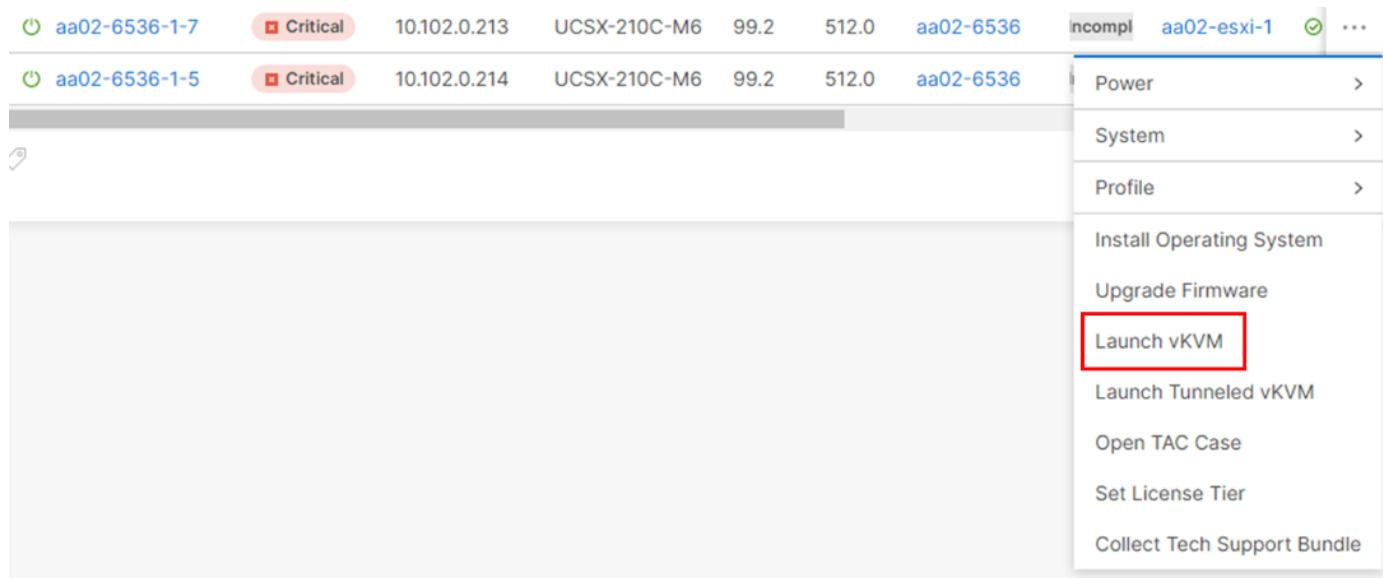 aa02-6536-1-7 Critical 10.102.0.213 UCSX-210C-M6 99.2 512.0 aa02-6536 Incompl aa02-esxi-1 ...
aa02-6536-1-5 Critical 10.102.0.214 UCSX-210C-M6 99.2 512.0 aa02-6536
Power >
System >
Profile >
Install Operating System
Upgrade Firmware
Launch vKVM
Launch Tunneled vKVM
Open TAC Case
Set License Tier
Collect Tech Support Bundle